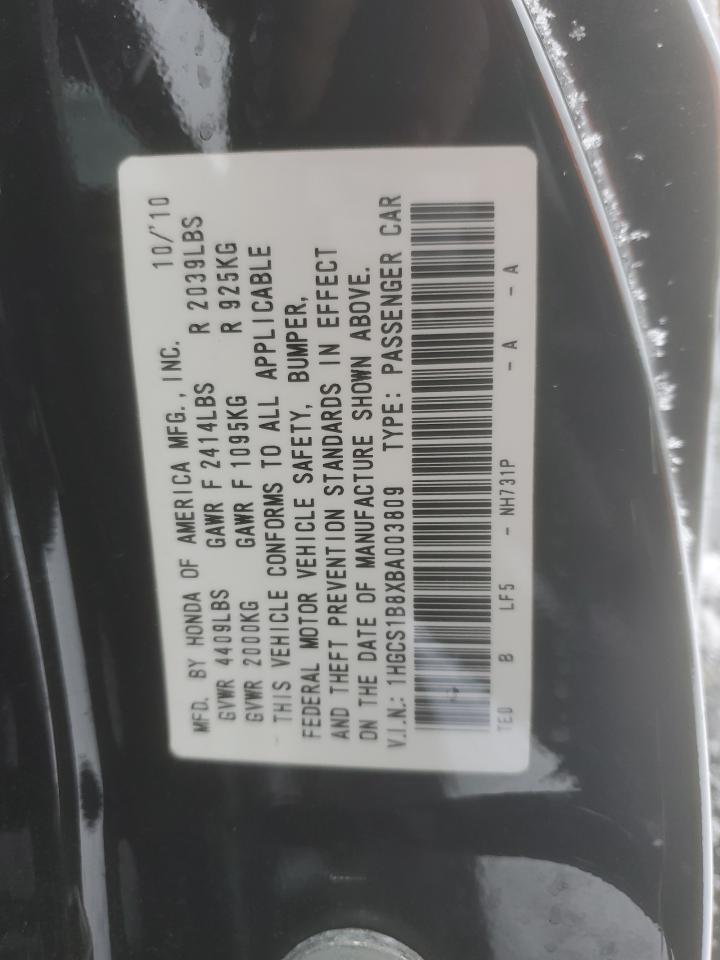 MFD. BY HONDA OF AMERICA MFG., INC. 10/'10
GVWR 4409LBS GAWR F 2414LBS R 2039LBS
GVWR 2000KG GAWR F 1095KG R 925KG
THIS VEHICLE CONFORMS TO ALL APPLICABLE
FEDERAL MOTOR VEHICLE SAFETY, BUMPER,
AND THEFT PREVENTION STANDARDS IN EFFECT
ON THE DATE OF MANUFACTURE SHOWN ABOVE.
V.I.N.: 1HGCS1B8XBA003809 TYPE: PASSENGER CAR
TE0 B LF5 - NH731P - A - A